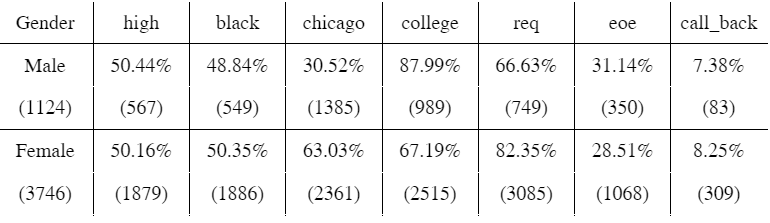 Gender high black chicago college req eoe call_back
Male 50.44% 48.84% 30.52% 87.99% 66.63% 31.14% 7.38%
(1124) (567) (549) (1385) (989) (749) (350) (83)
Female 50.16% 50.35% 63.03% 67.19% 82.35% 28.51% 8.25%
(3746) (1879) (1886) (2361) (2515) (3085) (1068) (309)